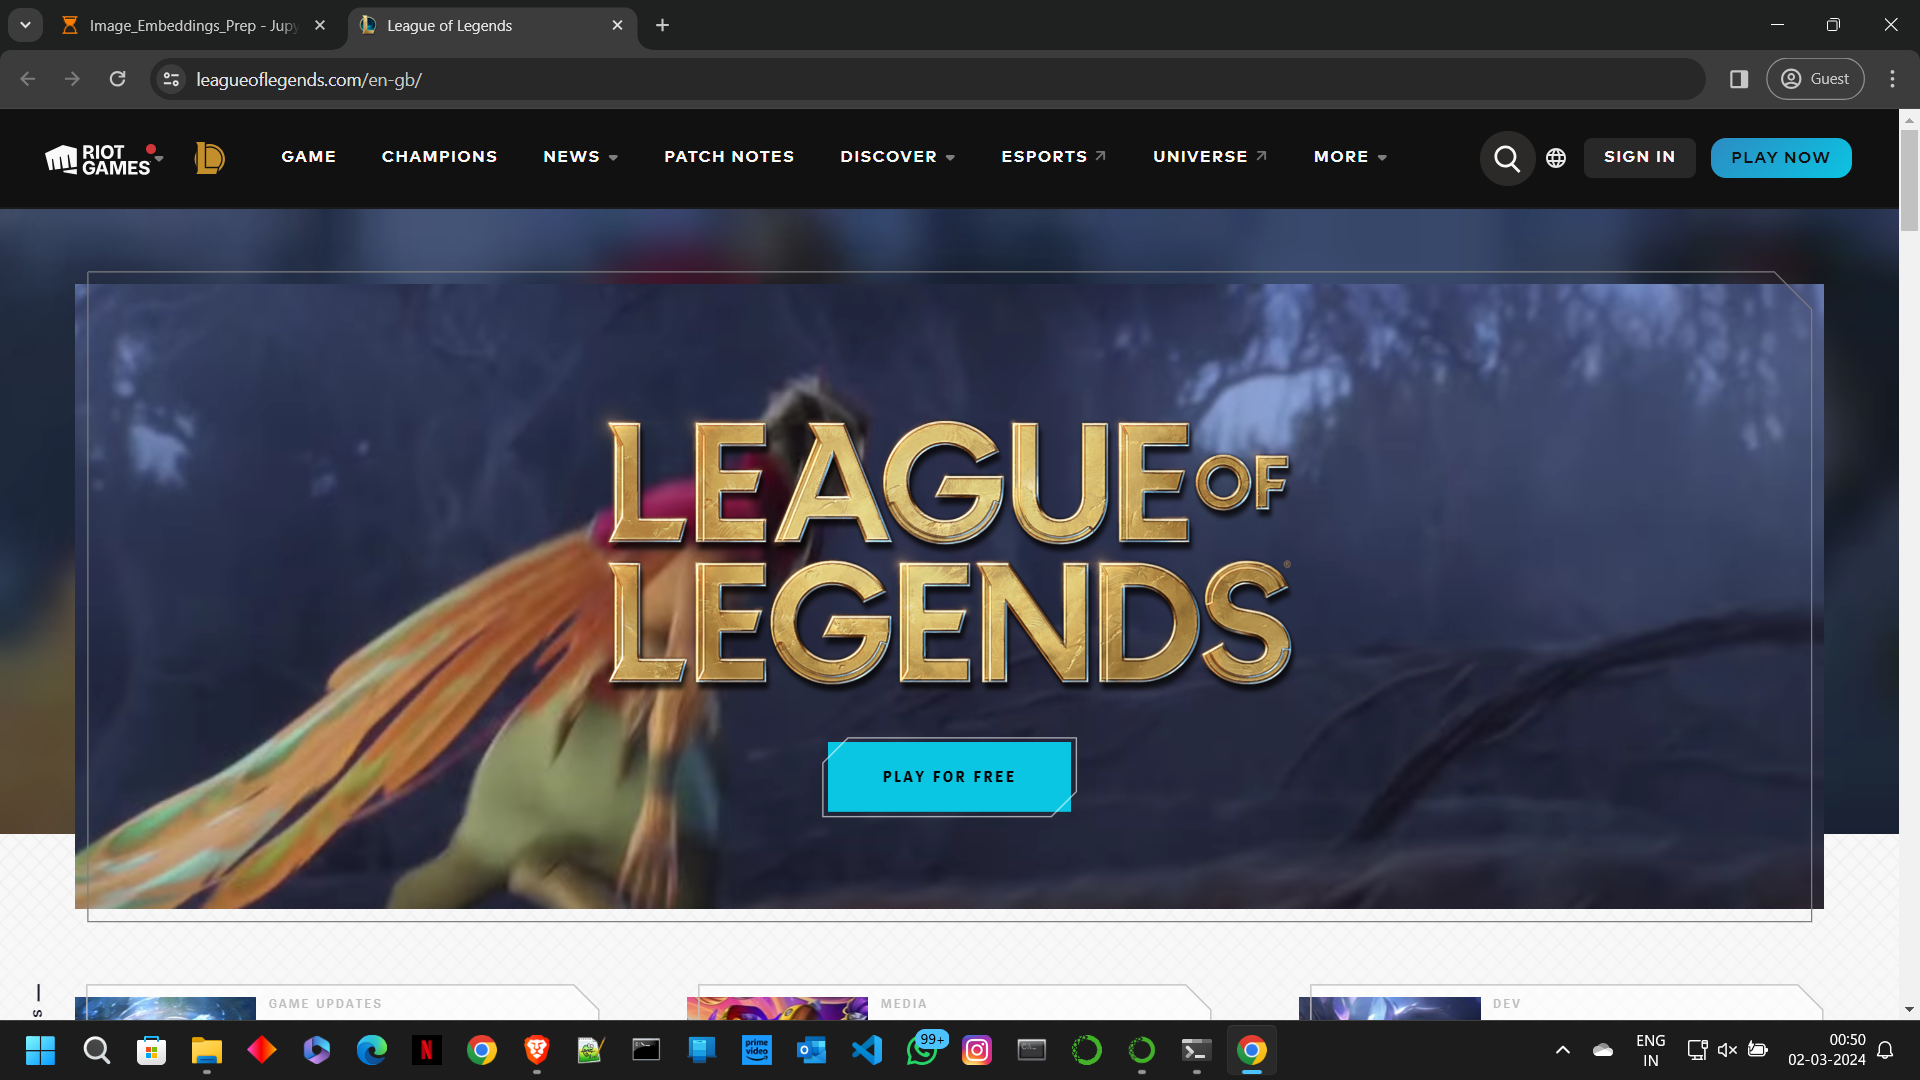 Image_Embeddings_Prep - Jupy
League of Legends
leagueoflegends.com/en-gb/
Guest
RIOT
GAMES
GAME
CHAMPIONS
NEWS
PATCH NOTES
DISCOVER
ESPORTS
UNIVERSE
MORE
SIGN IN
PLAY NOW
LEAGUE OF
LEGENDS
PLAY FOR FREE
GAME UPDATES
MEDIA
DEV
S
prime
video
99+
ENG
IN
00:50
02-03-2024